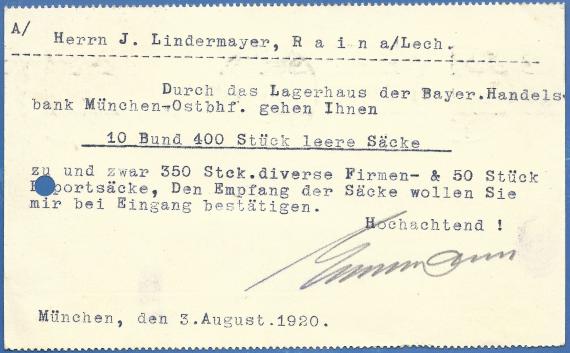 A/
Herrn J. Lindermayer, R a i n a/Lech.
Durch das Lagerhaus der Bayer.Handels-
bank München-Ostbhf. gehen Ihnen
10 Bund 400 Stück leere Säcke
zu und zwar 350 Stck.diverse Firmen- & 50 Stück
portsäcke, Den Empfang der Säcke wollen Sie
mir bei Eingang bestätigen.
Hochachtend !
München, den 3.August.1920.